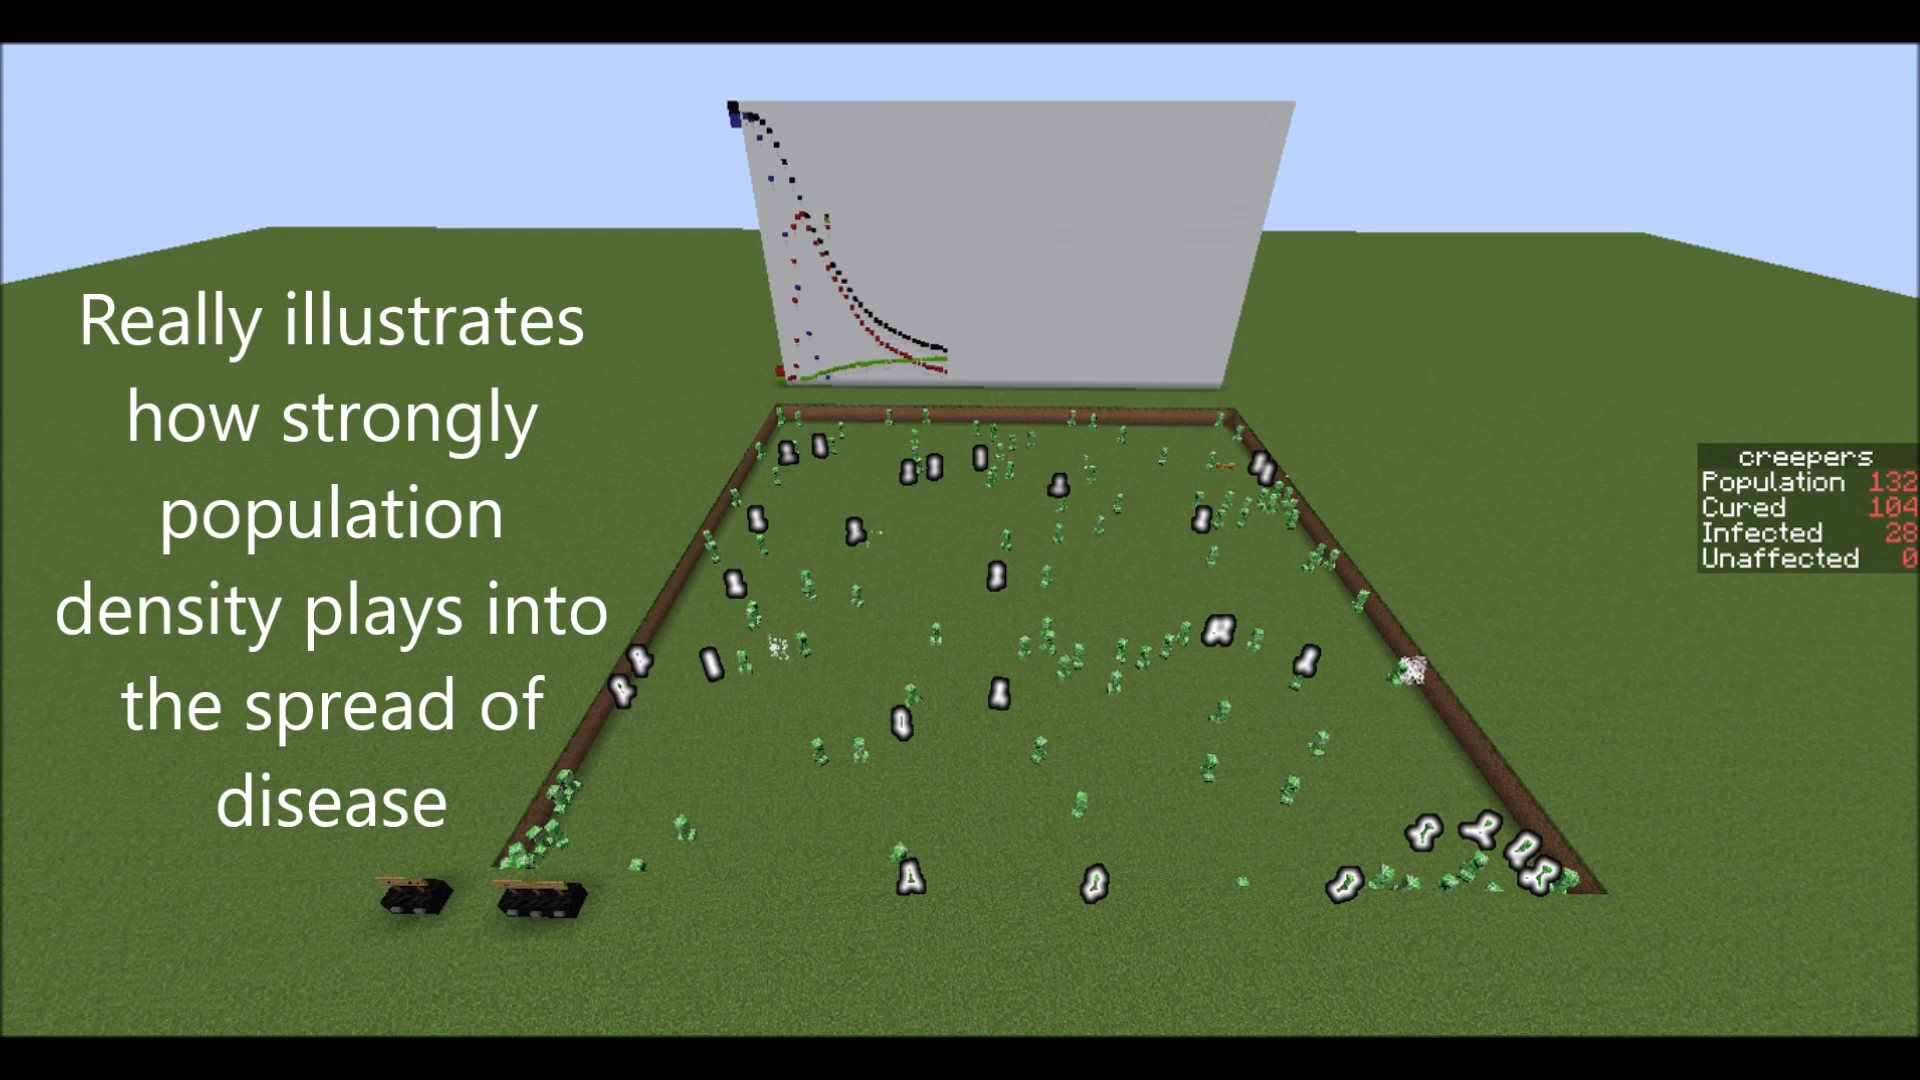 Really illustrates
how strongly
population
density plays into
the spread of
disease
creepers
Population 132
Cured 104
Infected 28
Unaffected 0